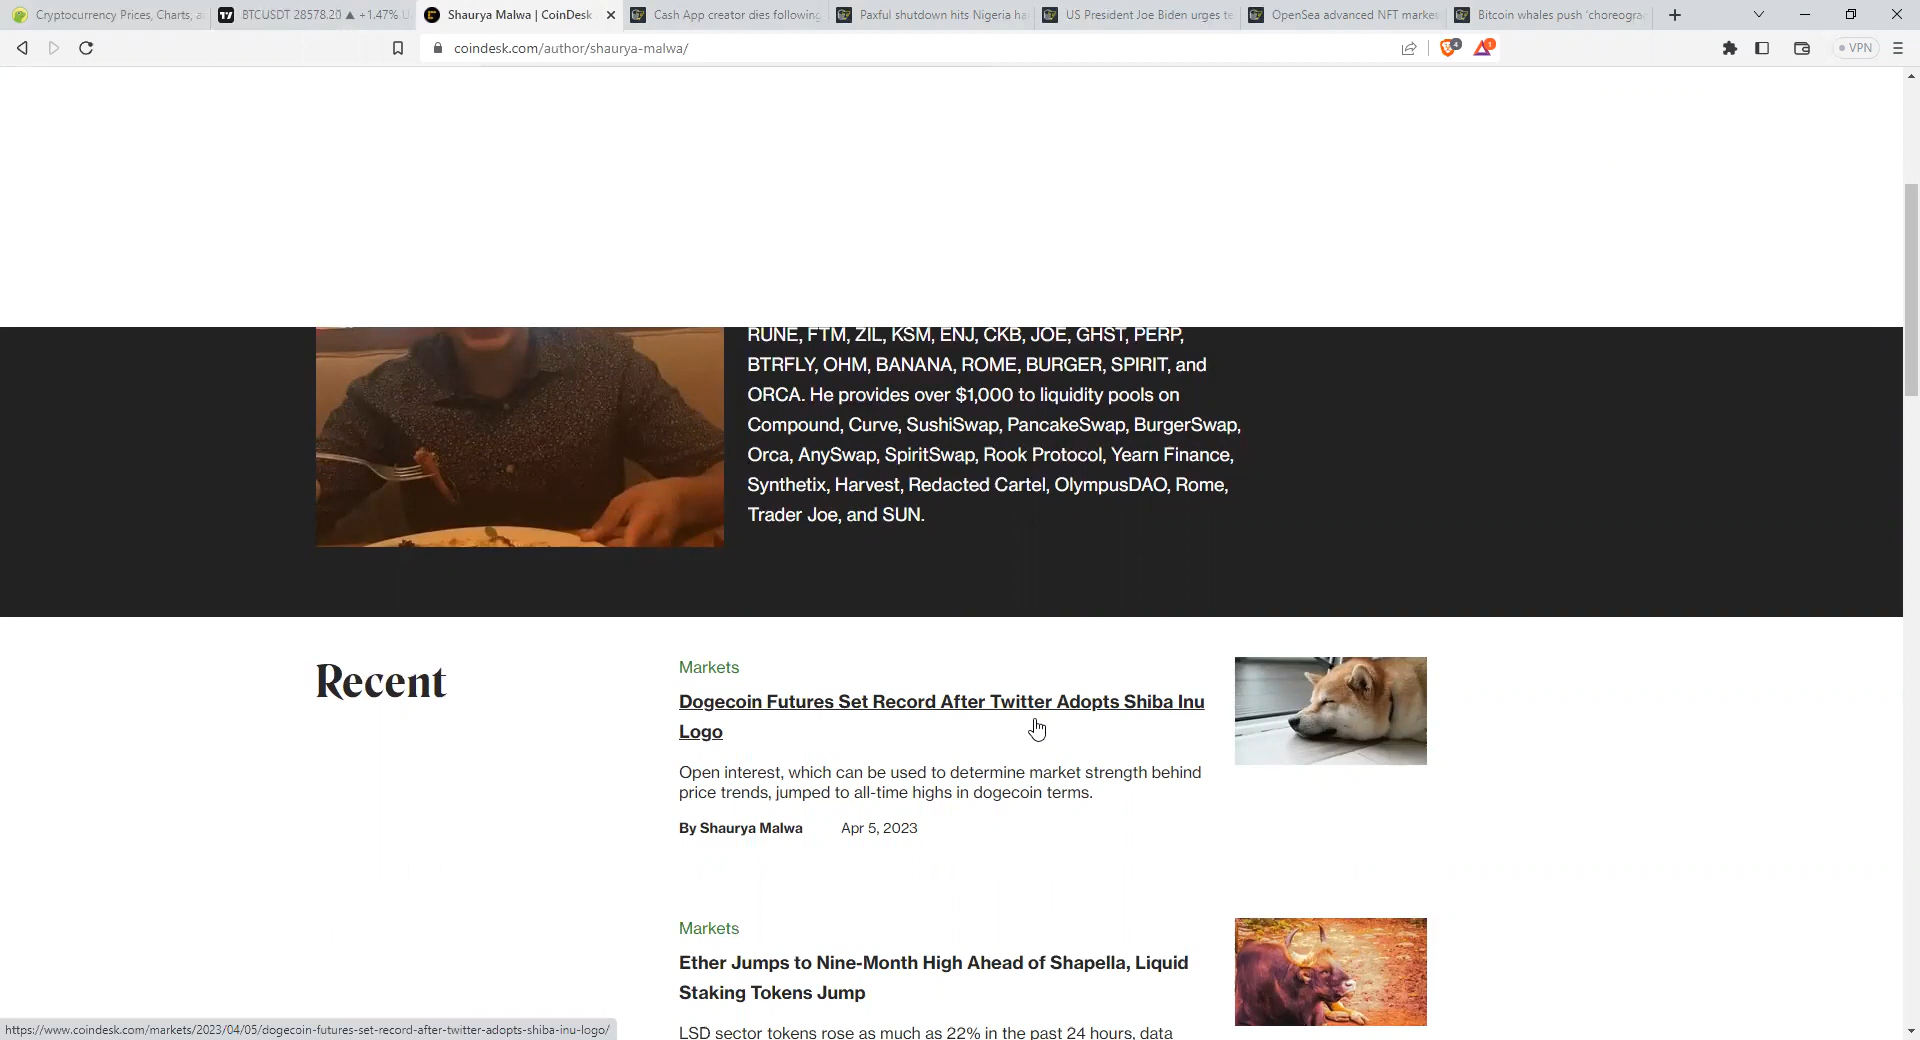 Cryptocurrency Prices, Charts, a
BTCUSDT 28578.20 ▲ +1.47% U
Shaurya Malwa | CoinDesk
Cash App creator dies following
Paxful shutdown hits Nigeria ha
US President Joe Biden urges te
OpenSea advanced NFT marke
Bitcoin whales push 'choreogra
coindesk.com/author/shaurya-malwa/
4
1
VPN
RUNE, FTM, ZIL, KSM, ENJ, CKB, JOE, GHST, PERP,
BTRFLY, OHM, BANANA, ROME, BURGER, SPIRIT, and
ORCA. He provides over $1,000 to liquidity pools on
Compound, Curve, SushiSwap, PancakeSwap, BurgerSwap,
Orca, AnySwap, SpiritSwap, Rook Protocol, Yearn Finance,
Synthetix, Harvest, Redacted Cartel, OlympusDAO, Rome,
Trader Joe, and SUN.
Recent
Markets
Dogecoin Futures Set Record After Twitter Adopts Shiba Inu
Logo
Open interest, which can be used to determine market strength behind
price trends, jumped to all-time highs in dogecoin terms.
By Shaurya Malwa Apr 5, 2023
Markets
Ether Jumps to Nine-Month High Ahead of Shapella, Liquid
Staking Tokens Jump
LSD sector tokens rose as much as 22% in the past 24 hours, data
https://www.coindesk.com/markets/2023/04/05/dogecoin-futures-set-record-after-twitter-adopts-shiba-inu-logo/